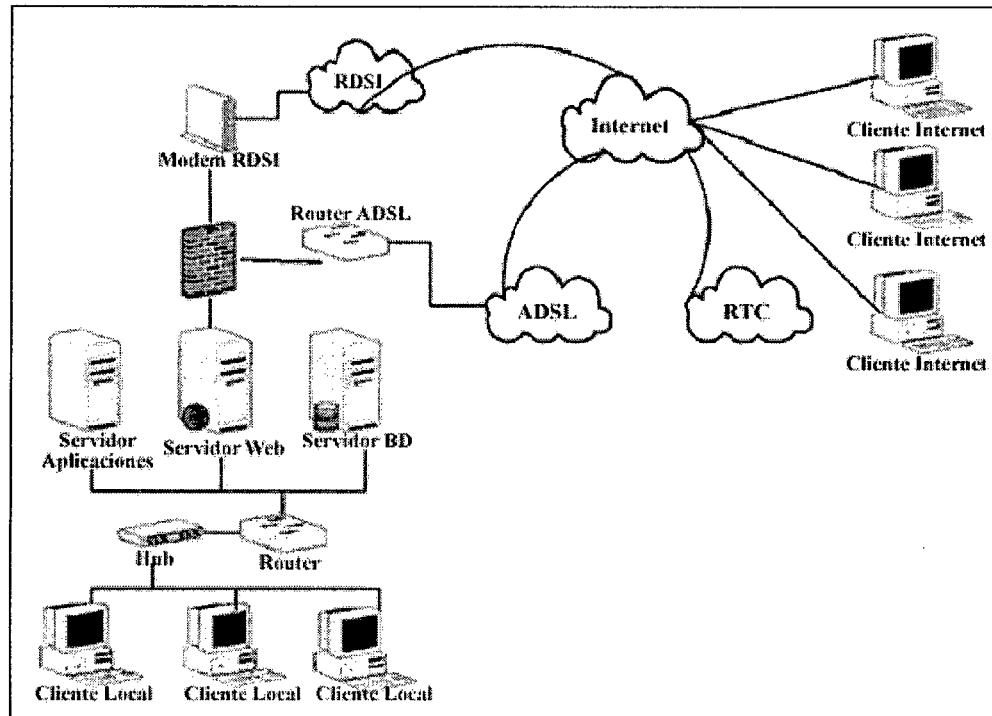 RDSI
Internet
Cliente Internet
Modem RDSI
Router ADSL
Cliente Internet
ADSL
RTC
Cliente Internet
Servidor
Aplicaciones
Servidor Web
Servidor BD
Hub
Router
Cliente Local
Cliente Local
Cliente Local